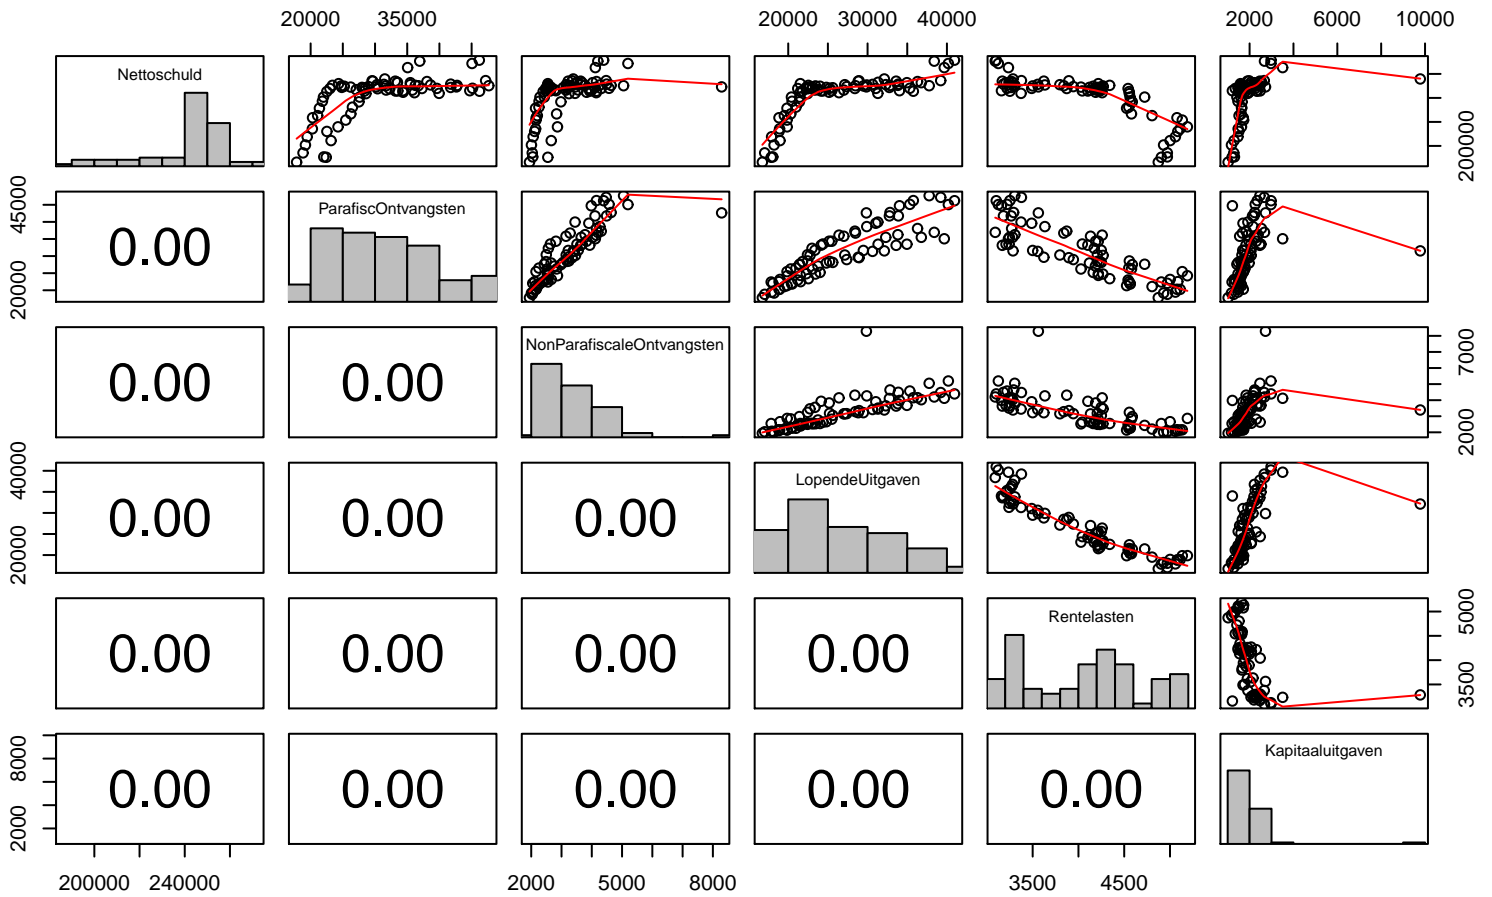 20000 35000 20000 30000 40000 2000 6000 10000
Nettoschuld
2000000
45000
20000
0.00
ParafiscOntvangsten
0.00 0.00
NonParafiscaleOntvangsten
7000
2000
40000
20000
0.00 0.00 0.00
LopendeUitgaven
0.00 0.00 0.00 0.00
Rentelasten
5000
3500
8000
2000
0.00 0.00 0.00 0.00 0.00
Kapitaaluitgaven
200000 240000 2000 5000 8000 3500 4500